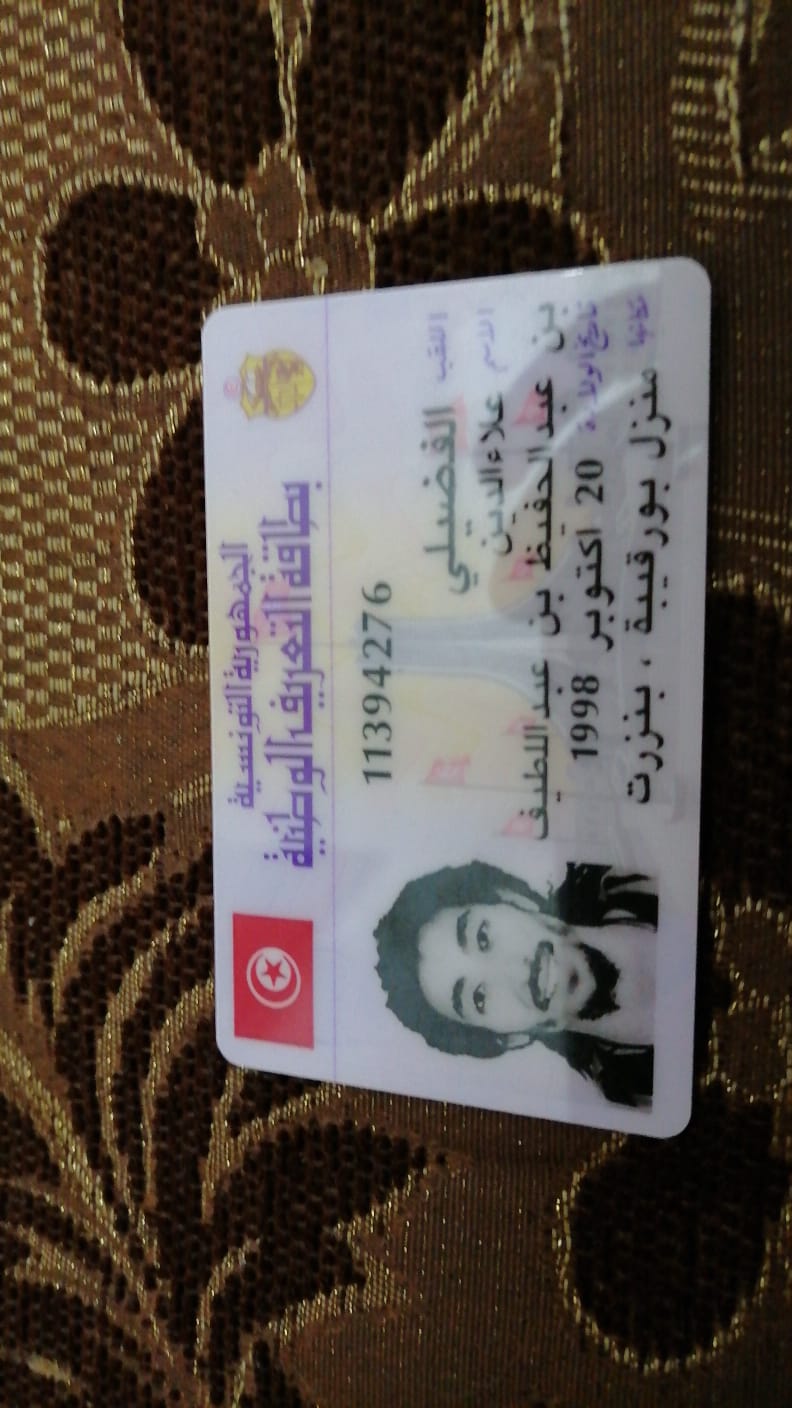 الجمهورية التونسية
بطاقة التعريف الوطنية
11394276
اللقب الفضيلي
الاسم علاء الدين
بن عبد الحفيظ بن عبد اللطيف
تاريخ الولادة 20 اكتوبر 1998
مكانها منزل بورقيبة ، بنزرت